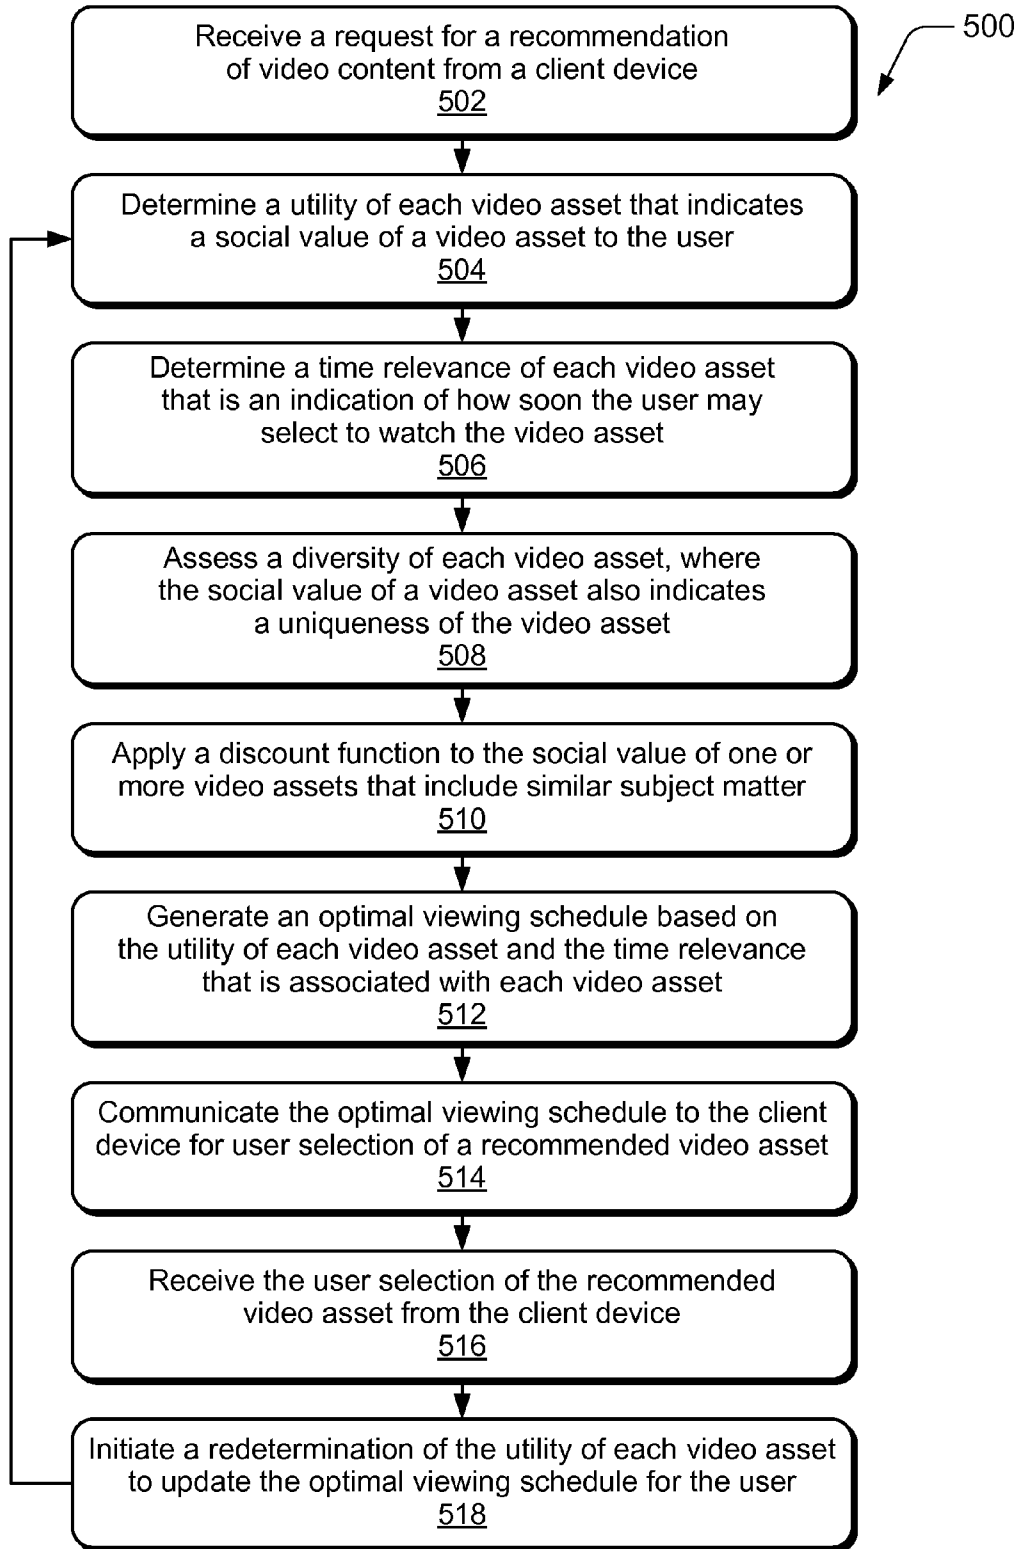 500
Receive a request for a recommendation
of video content from a client device
502
Determine a utility of each video asset that indicates
a social value of a video asset to the user
504
Determine a time relevance of each video asset
that is an indication of how soon the user may
select to watch the video asset
506
Assess a diversity of each video asset, where
the social value of a video asset also indicates
a uniqueness of the video asset
508
Apply a discount function to the social value of one or
more video assets that include similar subject matter
510
Generate an optimal viewing schedule based on
the utility of each video asset and the time relevance
that is associated with each video asset
512
Communicate the optimal viewing schedule to the client
device for user selection of a recommended video asset
514
Receive the user selection of the recommended
video asset from the client device
516
Initiate a redetermination of the utility of each video asset
to update the optimal viewing schedule for the user
518